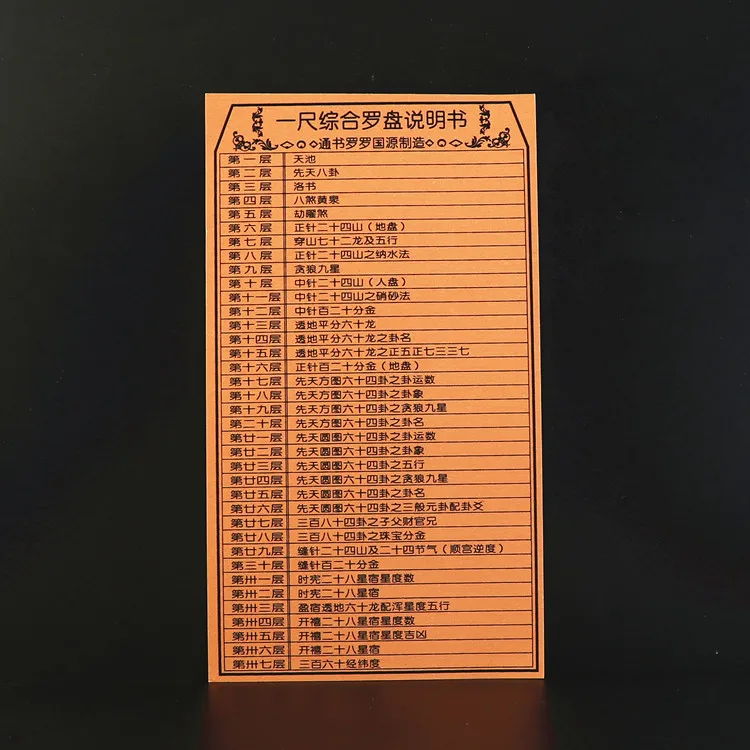 一尺综合罗盘说明书
通书罗罗国源制造
第一层 天池
第二层 先天八卦
第三层 洛书
第四层 八煞黄泉
第五层 劫曜煞
第六层 正针二十四山（地盘）
第七层 穿山七十二龙及五行
第八层 正针二十四山之纳水法
第九层 贪狼九星
第十层 中针二十四山（人盘）
第十一层 中针二十四山之硝砂法
第十二层 中针百二十分金
第十三层 透地平分六十龙
第十四层 透地平分六十龙之卦名
第十五层 透地平分六十龙之正五正七三三七
第十六层 正针百二十分金（地盘）
第十七层 先天方图六十四卦之卦运数
第十八层 先天方图六十四卦之卦象
第十九层 先天方图六十四卦之贪狼九星
第二十层 先天方图六十四卦之卦名
第廿一层 先天圆图六十四卦之卦运数
第廿二层 先天圆图六十四卦之卦象
第廿三层 先天圆图六十四卦之五行
第廿四层 先天圆图六十四卦之贪狼九星
第廿五层 先天圆图六十四卦之卦名
第廿六层 先天圆图六十四卦之三般元卦配卦爻
第廿七层 三百八十四卦之子父财官兄
第廿八层 三百八十四卦之珠宝分金
第廿九层 缝针二十四山及二十四节气（顺宫逆度）
第三十层 缝针百二十分金
第卅一层 时宪二十八星宿星度数
第卅二层 时宪二十八星宿
第卅三层 盈宿透地六十龙配浑星度五行
第卅四层 开禧二十八星宿星度数
第卅五层 开禧二十八星宿星度吉凶
第卅六层 开禧二十八星宿
第卅七层 三百六十经纬度